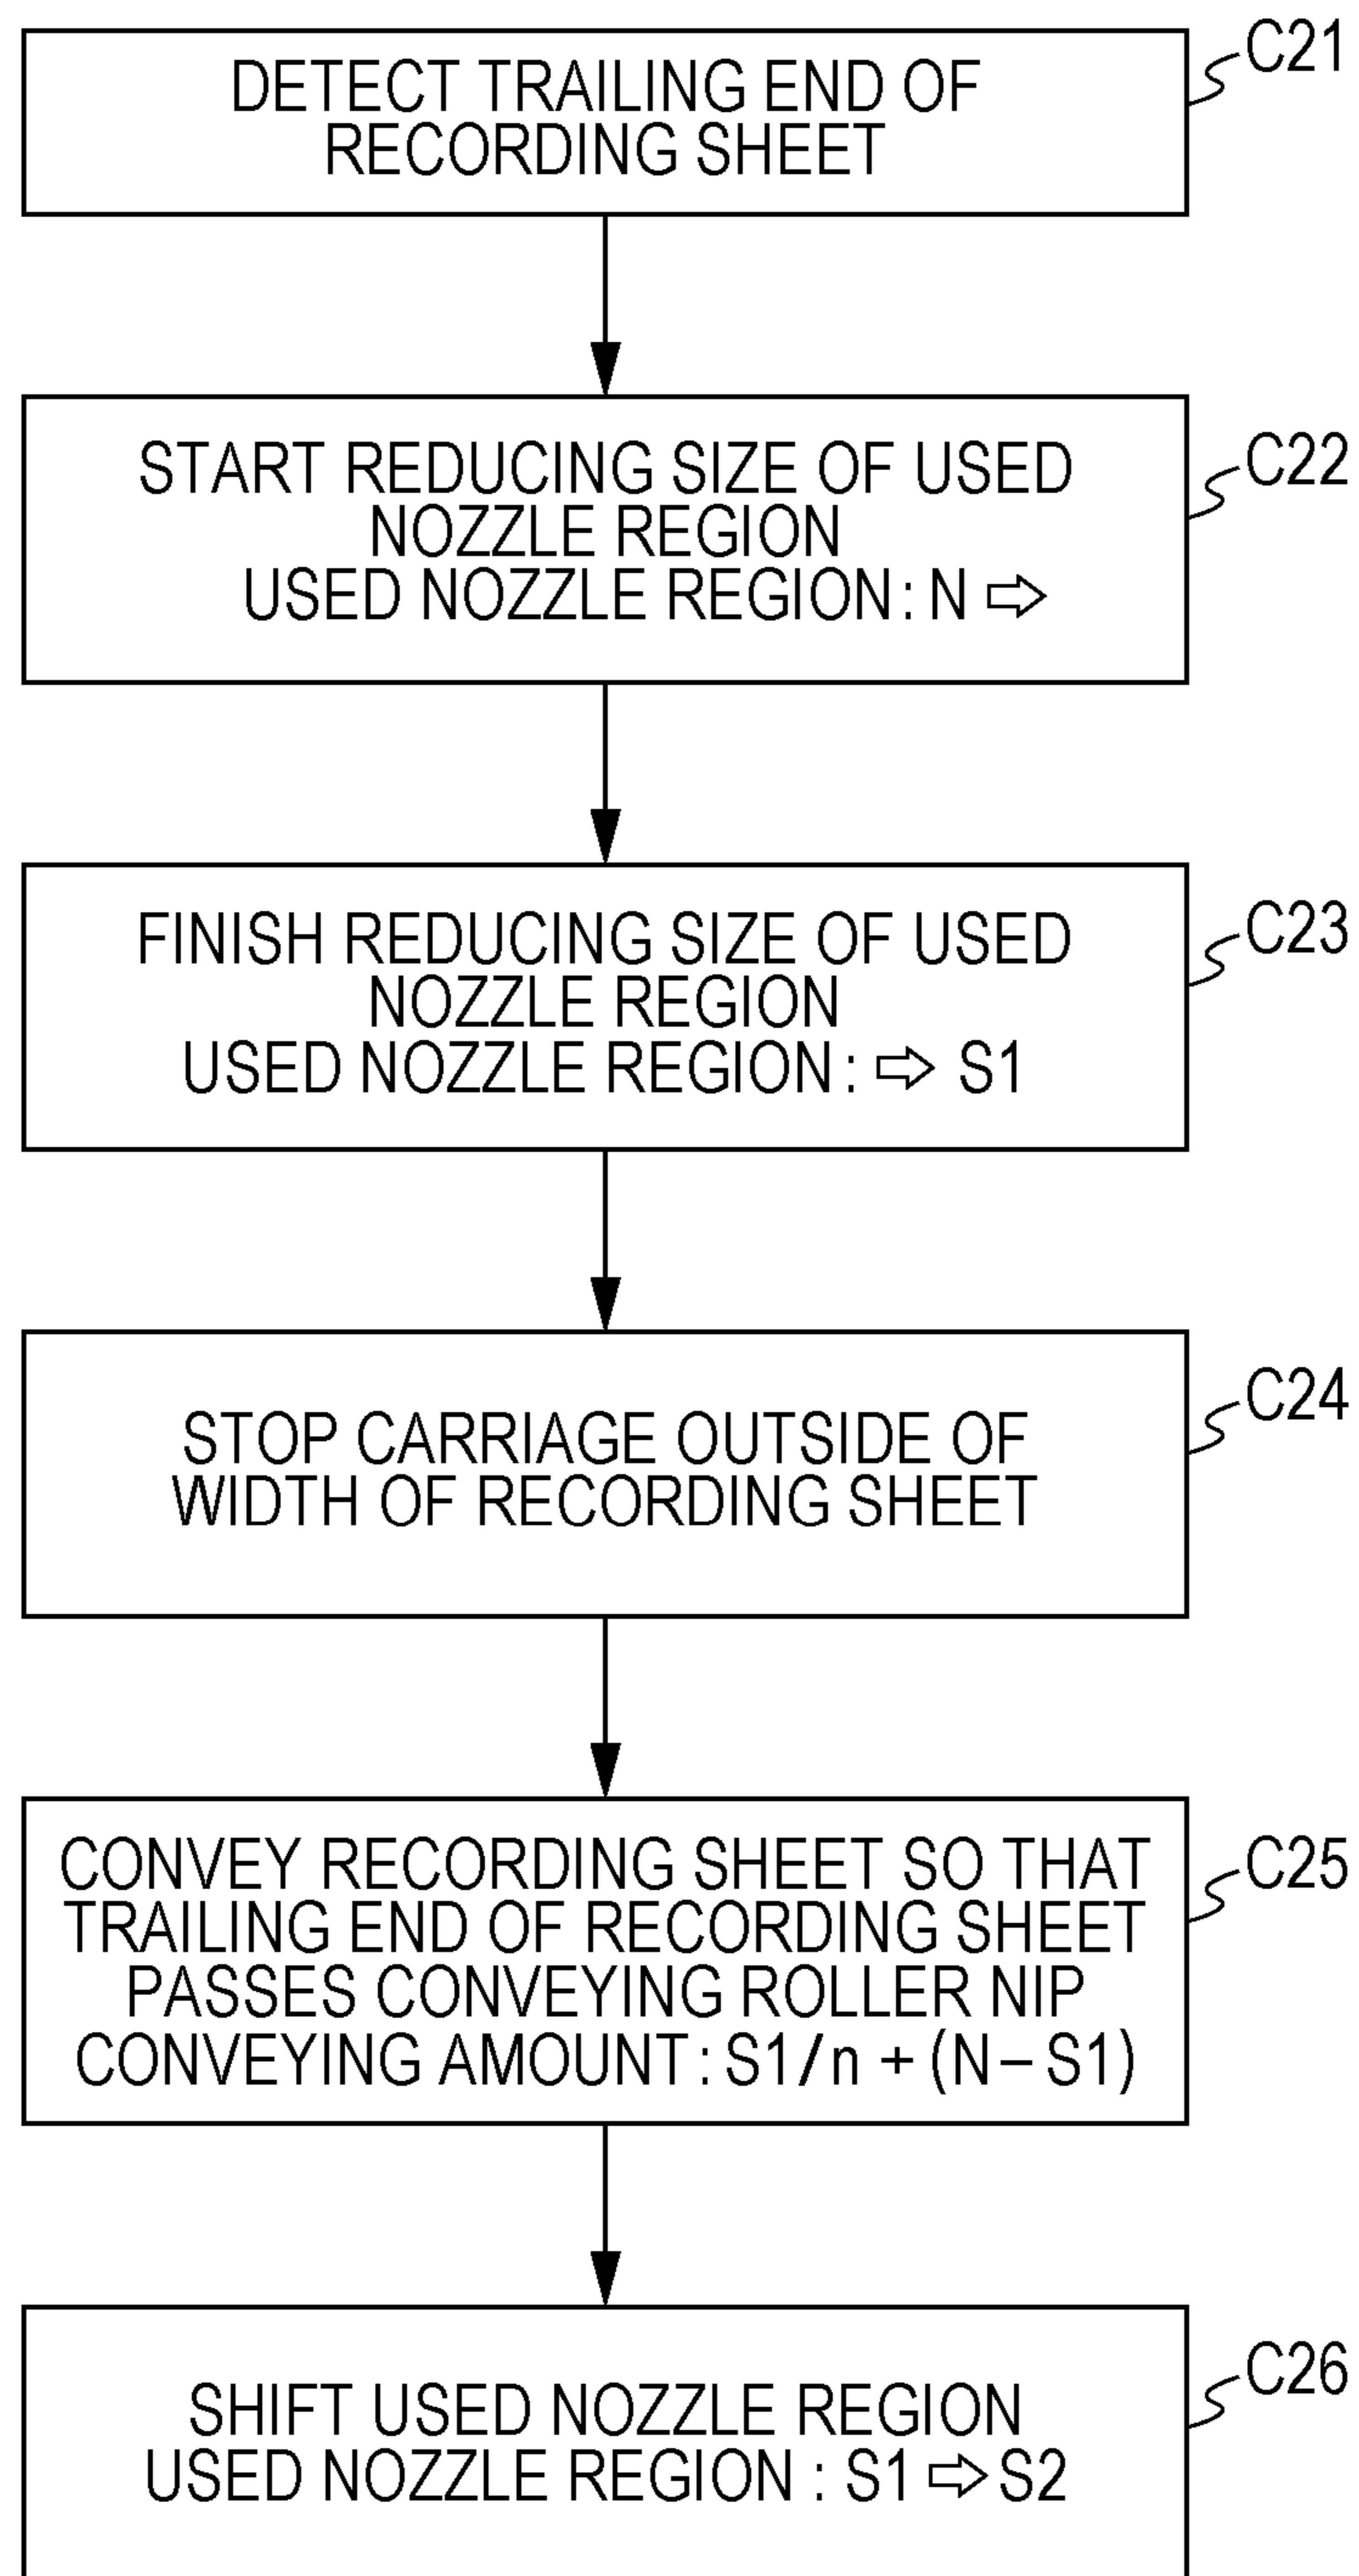 DETECT TRAILING END OF
RECORDING SHEET
C21
START REDUCING SIZE OF USED
NOZZLE REGION
USED NOZZLE REGION : N ⇨
C22
FINISH REDUCING SIZE OF USED
NOZZLE REGION
USED NOZZLE REGION : ⇨ S1
C23
STOP CARRIAGE OUTSIDE OF
WIDTH OF RECORDING SHEET
C24
CONVEY RECORDING SHEET SO THAT
TRAILING END OF RECORDING SHEET
PASSES CONVEYING ROLLER NIP
CONVEYING AMOUNT : S1/n + (N – S1)
C25
SHIFT USED NOZZLE REGION
USED NOZZLE REGION : S1 ⇨ S2
C26